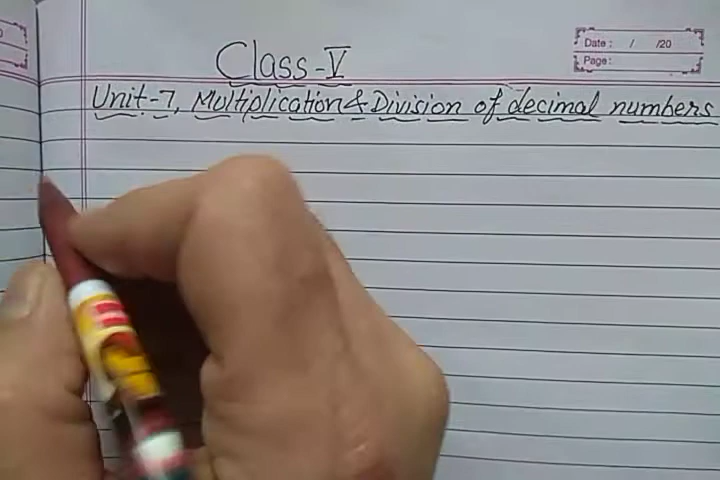 Class-V
Date: / /20
Page:
Unit-7, Multiplication & Division of decimal numbers